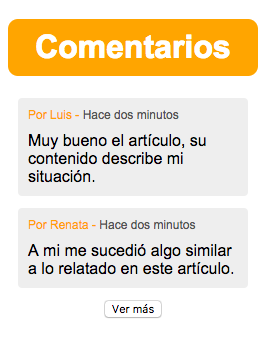 Comentarios
Por Luis - Hace dos minutos
Muy bueno el artículo, su
contenido describe mi
situación.
Por Renata - Hace dos minutos
A mi me sucedió algo similar
a lo relatado en este artículo.
Ver más